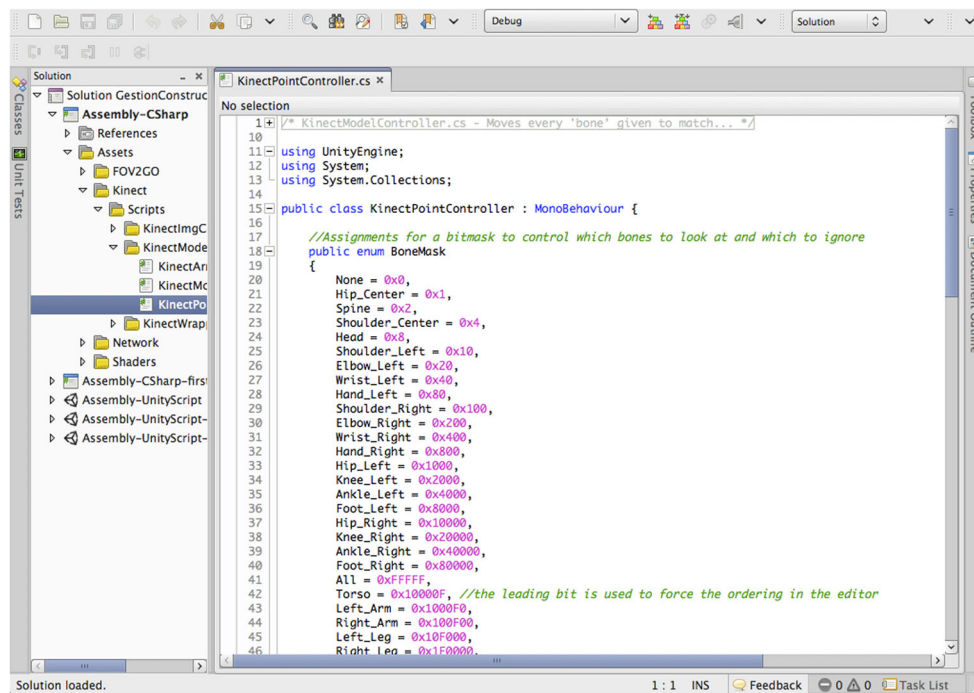 Debug
Solution
Solution
KinectPointController.cs
Solution GestionConstruc
Assembly-CSharp
References
Assets
FOV2GO
Kinect
Scripts
KinectImgC
KinectMode
KinectAr
KinectMo
KinectPo
KinectWrap
Network
Shaders
Assembly-CSharp-first
Assembly-UnityScript
Assembly-UnityScript-
Assembly-UnityScript-
Classes
Unit Tests
No selection
1 /* KinectModelController.cs - Moves every 'bone' given to match... */
10
11 using UnityEngine;
12 using System;
13 using System.Collections;
14
15 public class KinectPointController : MonoBehaviour {
16
17 //Assignments for a bitmask to control which bones to look at and which to ignore
18 public enum BoneMask
19 {
20 None = 0x0,
21 Hip_Center = 0x1,
22 Spine = 0x2,
23 Shoulder_Center = 0x4,
24 Head = 0x8,
25 Shoulder_Left = 0x10,
26 Elbow_Left = 0x20,
27 Wrist_Left = 0x40,
28 Hand_Left = 0x80,
29 Shoulder_Right = 0x100,
30 Elbow_Right = 0x200,
31 Wrist_Right = 0x400,
32 Hand_Right = 0x800,
33 Hip_Left = 0x1000,
34 Knee_Left = 0x2000,
35 Ankle_Left = 0x4000,
36 Foot_Left = 0x8000,
37 Hip_Right = 0x10000,
38 Knee_Right = 0x20000,
39 Ankle_Right = 0x40000,
40 Foot_Right = 0x80000,
41 All = 0xFFFFF,
42 Torso = 0x10000F, //the leading bit is used to force the ordering in the editor
43 Left_Arm = 0x1000F0,
44 Right_Arm = 0x100F00,
45 Left_Leg = 0x10F000,
46 Right_Leg = 0x1F0000,
Solution loaded.
1 : 1 INS
Feedback
0
0
Task List